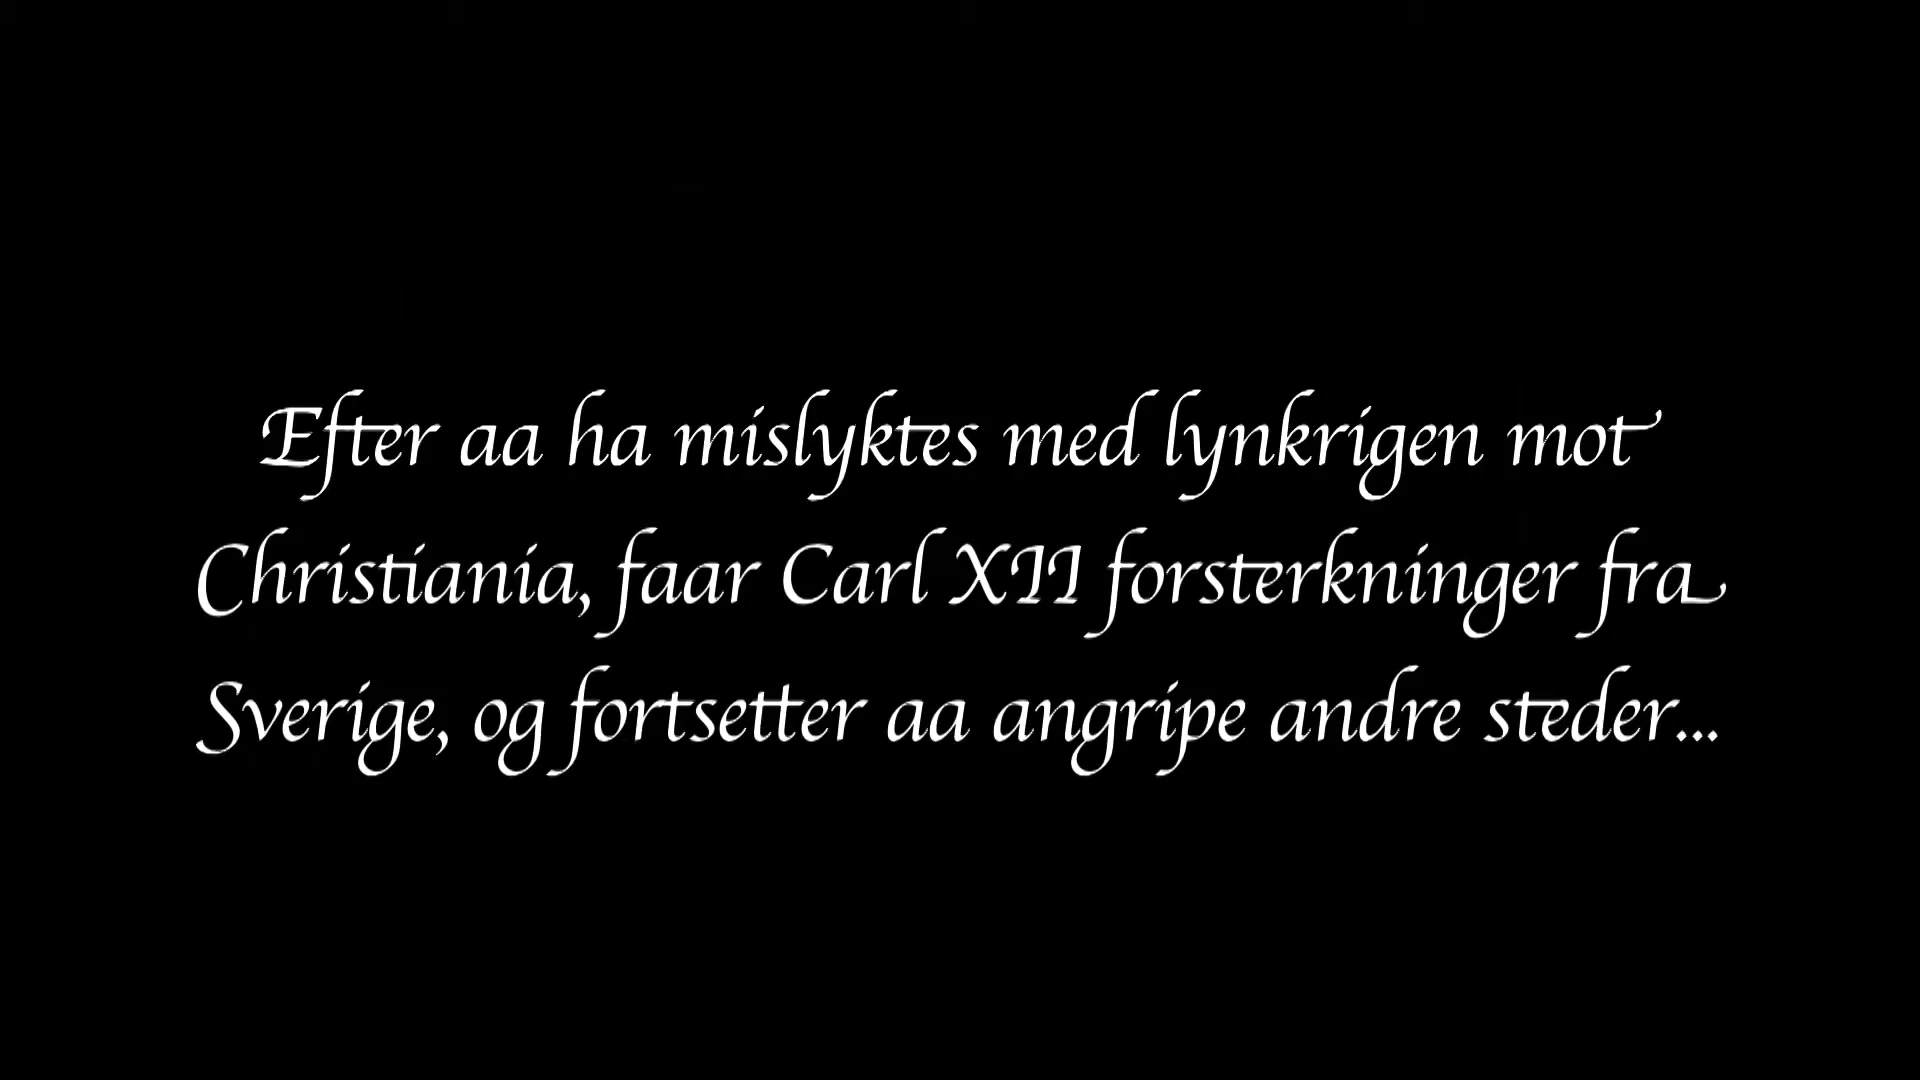 Efter aa ha mislyktes med lynkrigen mot
Christiania, faar Carl XII forsterkninger fra
Sverige, og fortsetter aa angripe andre steder...